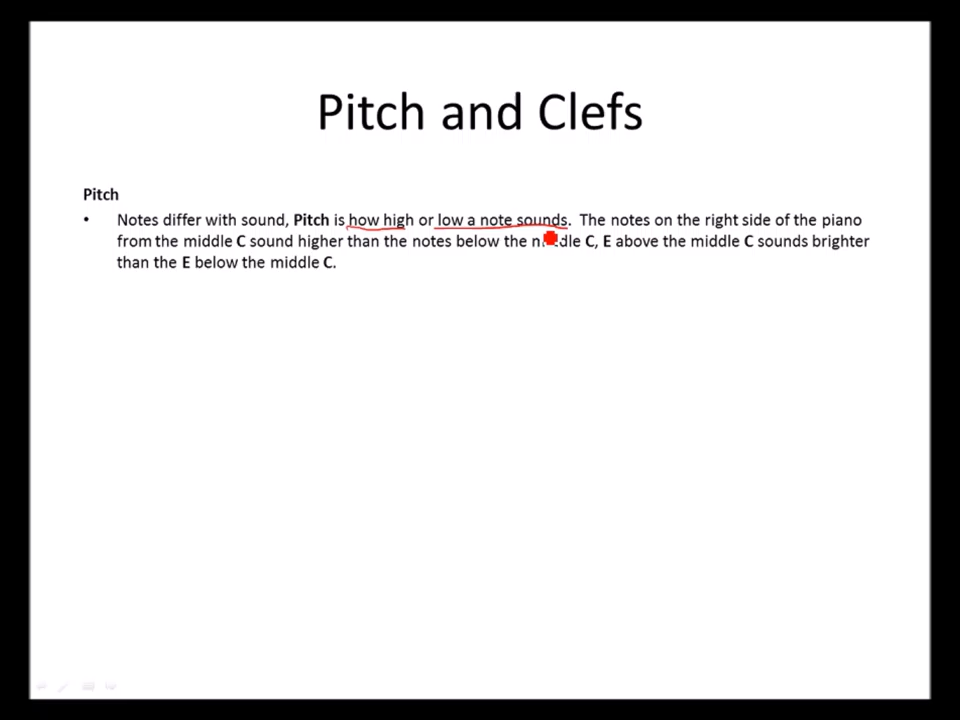 Pitch and Clefs
Pitch
• Notes differ with sound, Pitch is how high or low a note sounds. The notes on the right side of the piano
from the middle C sound higher than the notes below the C, E above the middle C sounds brighter
than the E below the middle C.